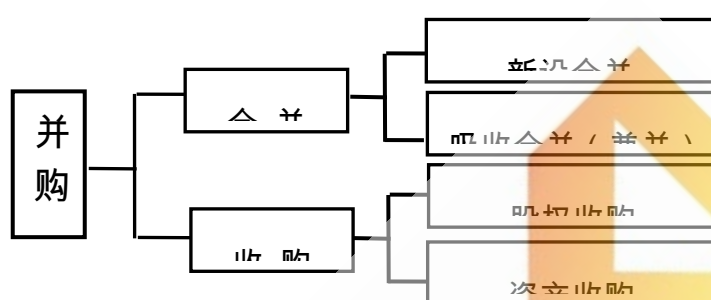 并
购
合 并
新设合并
吸收合并（兼并）
收 购
股权收购
资产收购